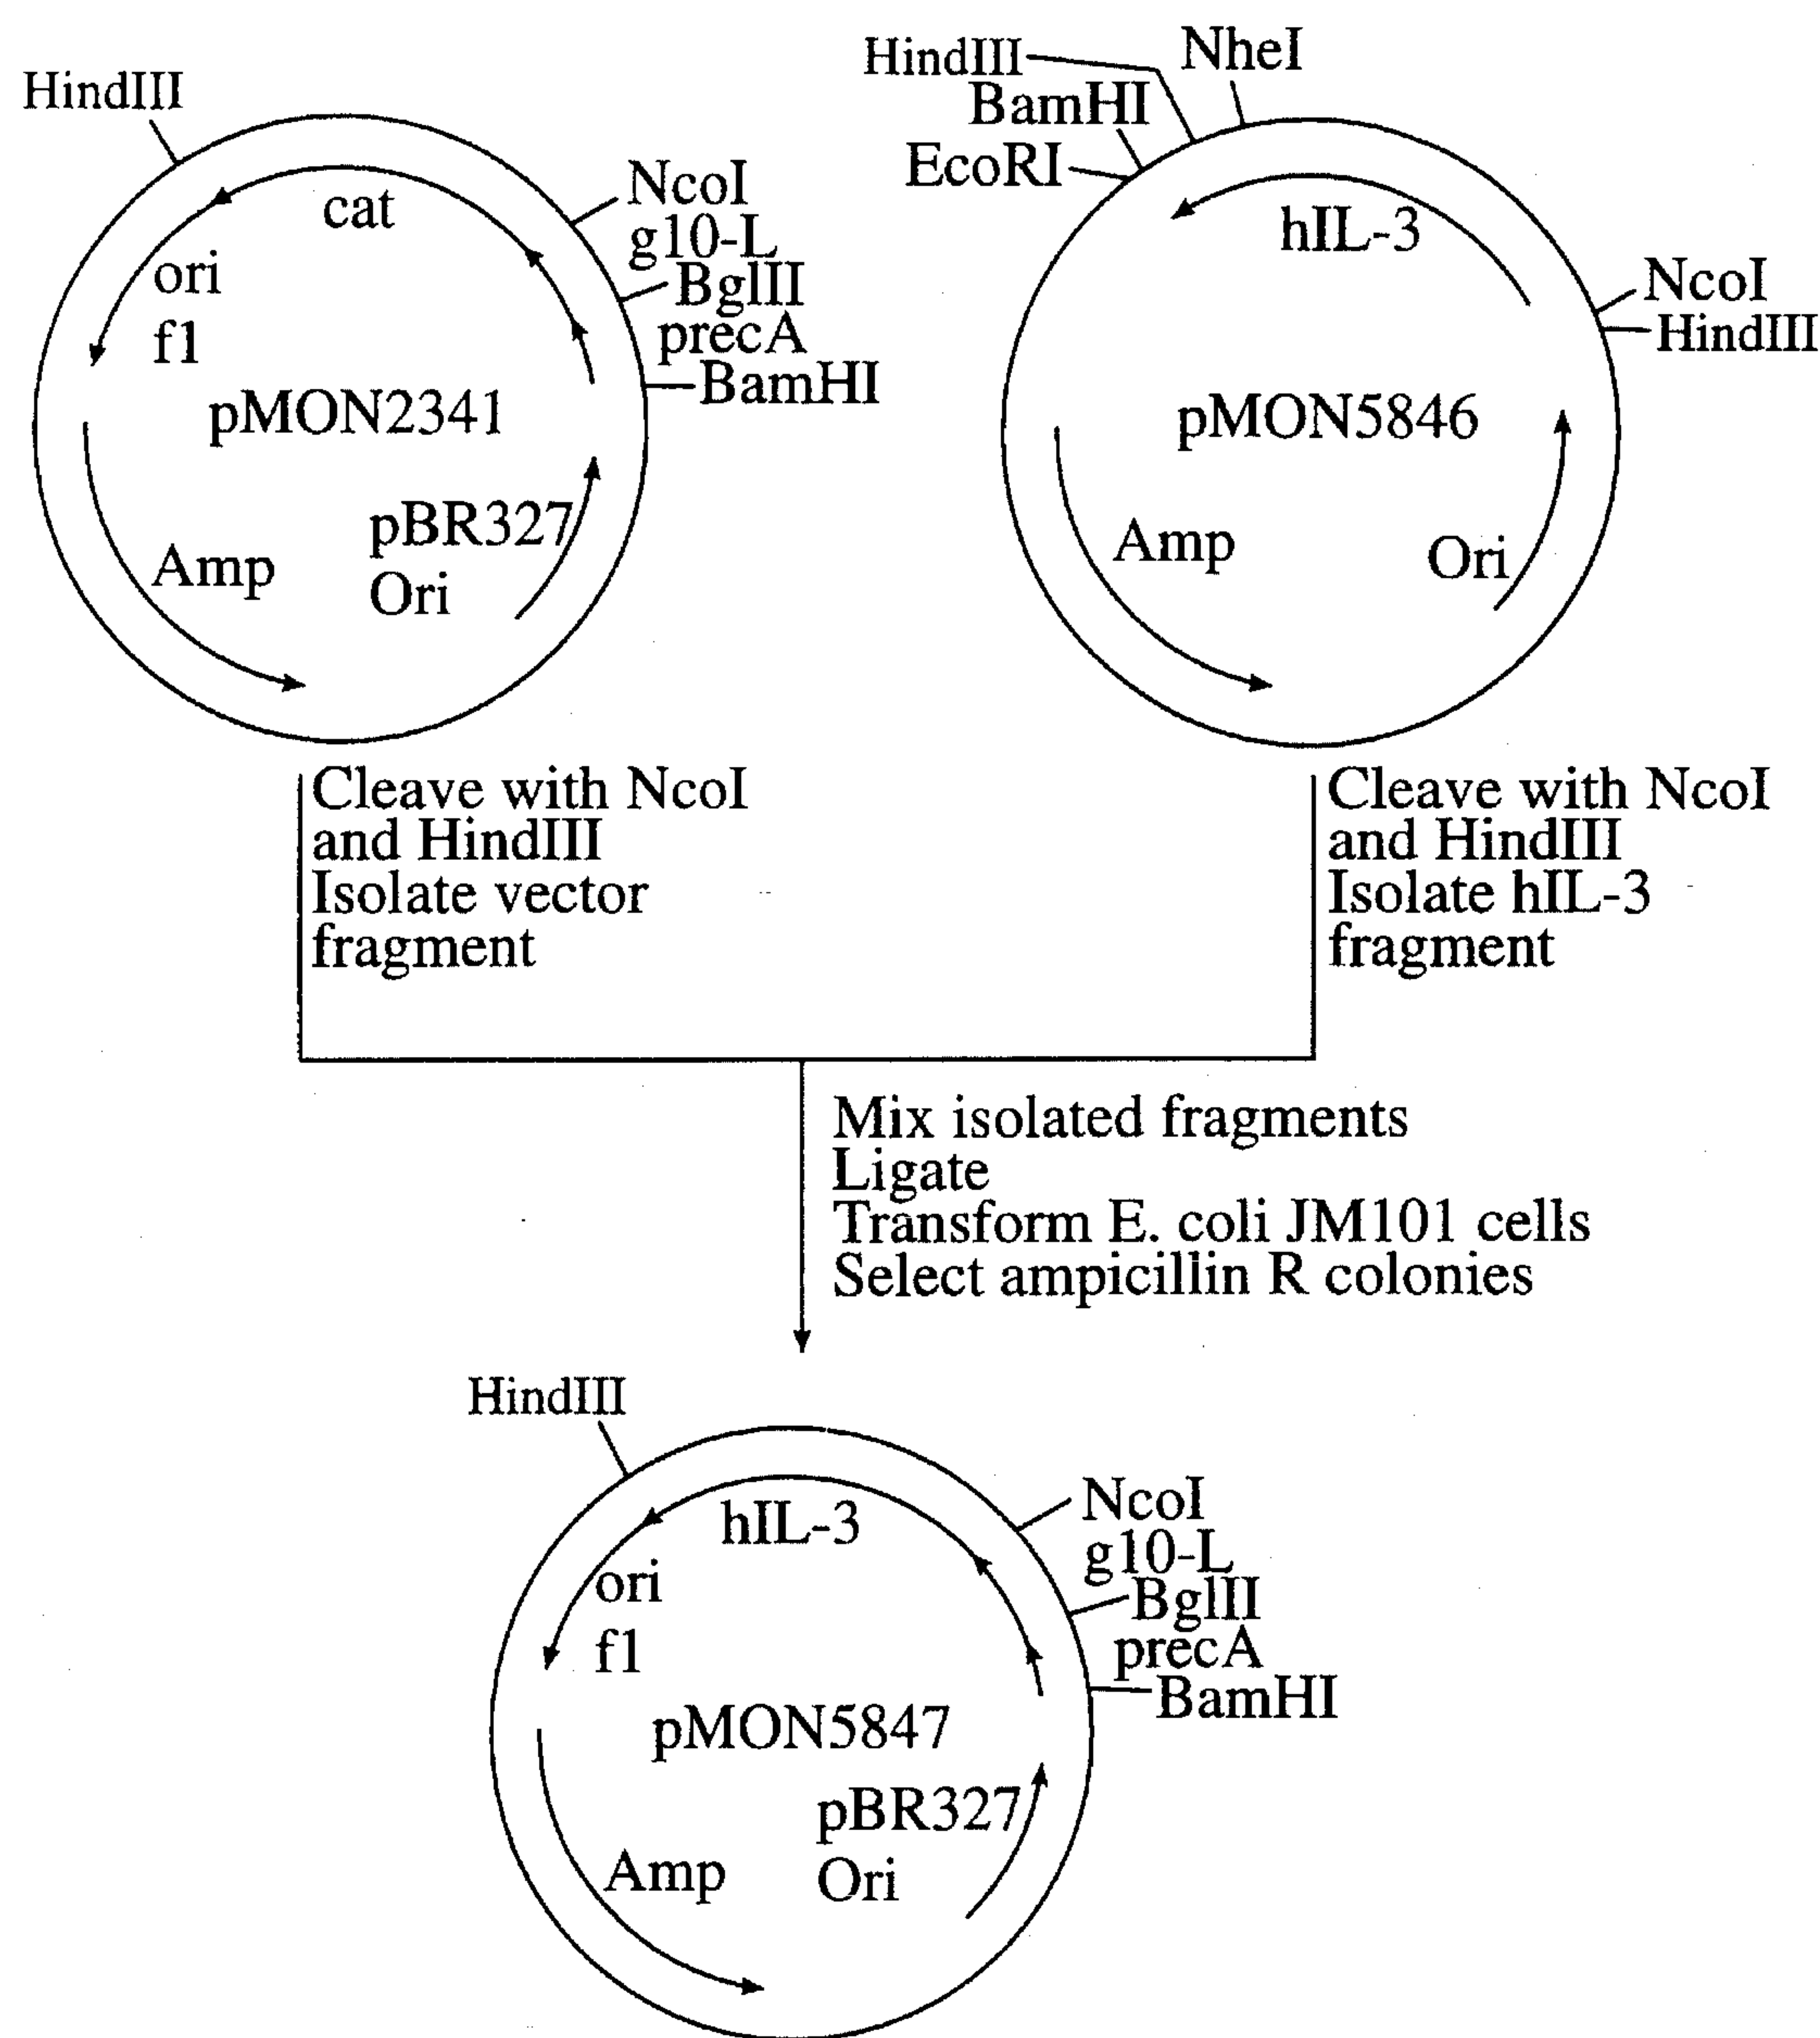 HindIII
NcoI
g10-L
BglII
precA
BamHI
cat
ori
f1
pMON2341
pBR327
Ori
Amp
HindIII
NheI
BamHI
EcoRI
hIL-3
NcoI
HindIII
pMON5846
Amp
Ori
Cleave with NcoI
and HindIII
Isolate vector
fragment
Cleave with NcoI
and HindIII
Isolate hIL-3
fragment
Mix isolated fragments
Ligate
Transform E. coli JM101 cells
Select ampicillin R colonies
HindIII
NcoI
g10-L
BglII
precA
BamHI
hIL-3
ori
f1
pMON5847
pBR327
Ori
Amp